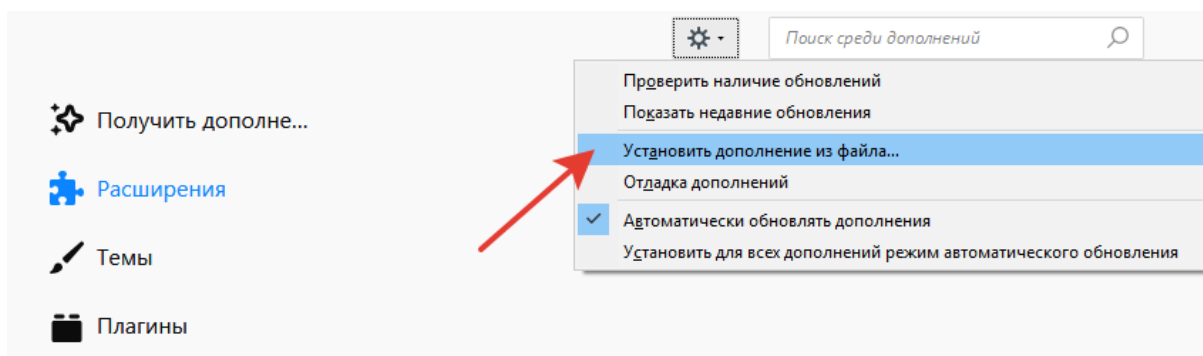 Поиск среди дополнений
Проверить наличие обновлений
Показать недавние обновления
Установить дополнение из файла...
Отладка дополнений
Автоматически обновлять дополнения
Установить для всех дополнений режим автоматического обновления
Получить дополне...
Расширения
Темы
Плагины